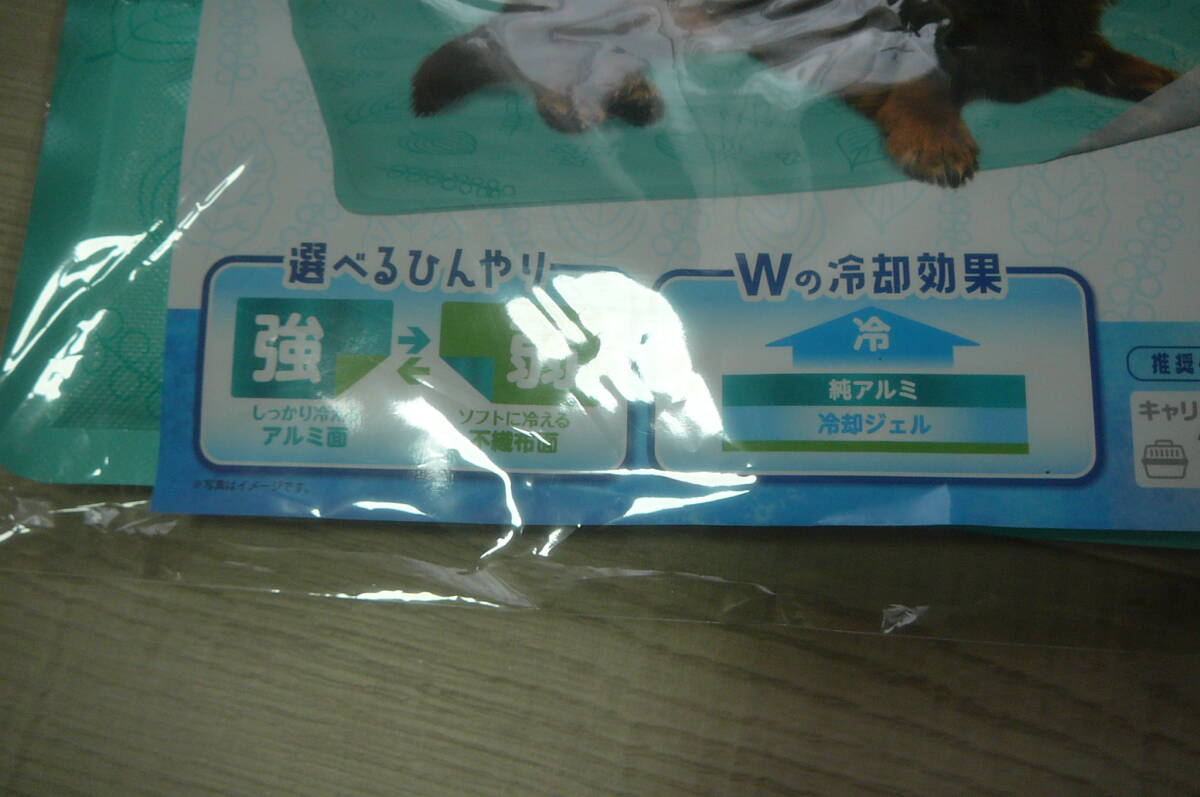 選べるひんやり
強
弱
しっかり冷える
アルミ面
ソフトに冷える
不織布面
※写真はイメージです。
Wの冷却効果
冷
純アルミ
冷却ジェル
推奨
キャリ